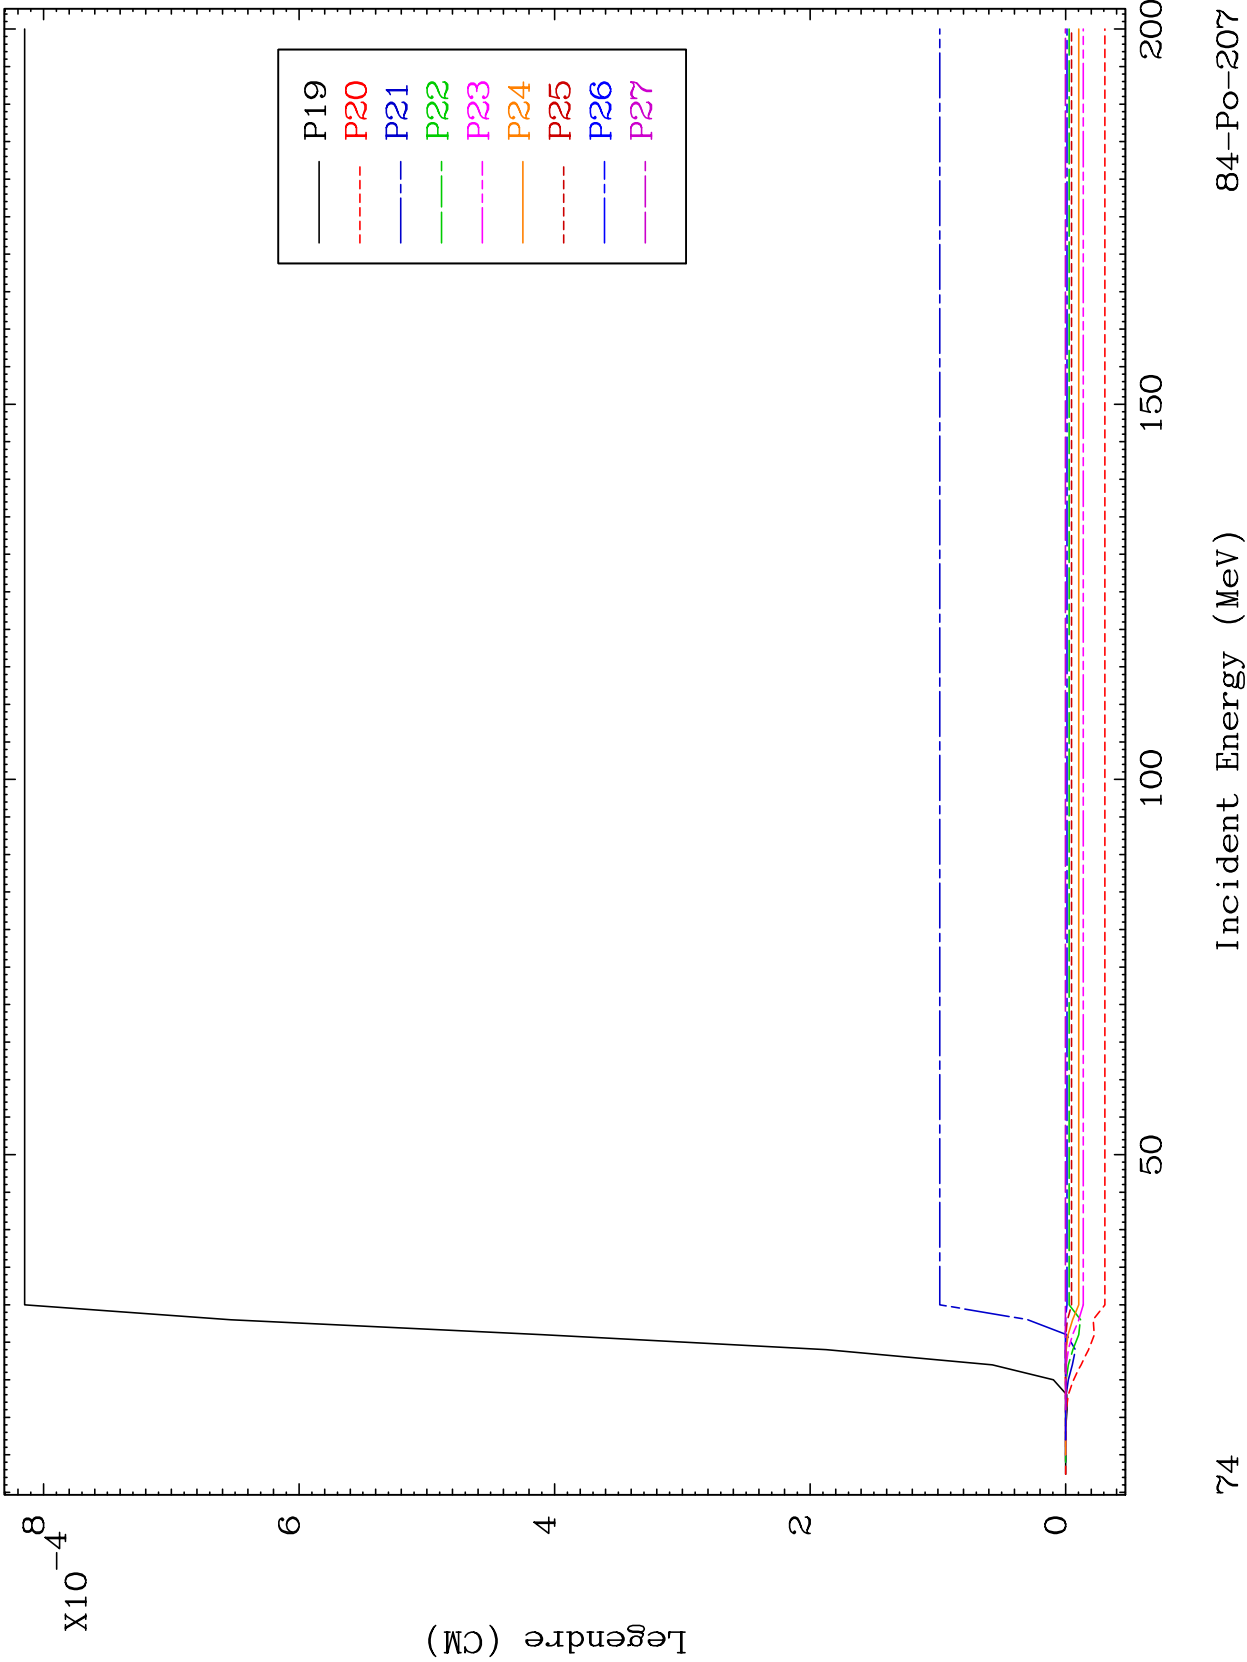 84-Po-207
200
150
100
50
Incident Energy (MeV)
74
8
6
4
2
0
X10
-4
Legendre (CM)
P19
P20
P21
P22
P23
P24
P25
P26
P27